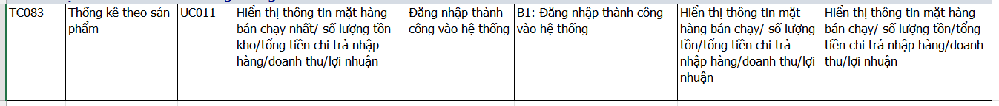 TC083
Thống kê theo sản
phẩm
UC011
Hiển thị thông tin mặt hàng
bán chạy nhất/ số lượng tồn
kho/tổng tiền chi trả nhập
hàng/doanh thu/lợi nhuận
Đăng nhập thành
công vào hệ thống
B1: Đăng nhập thành công
vào hệ thống
Hiển thị thông tin mặt
hàng bán chạy/ số lượng
tồn/tổng tiền chi trả
nhập hàng/doanh thu/lợi
nhuận
Hiển thị thông tin mặt hàng
bán chạy/ số lượng tồn/tổng
tiền chi trả nhập hàng/doanh
thu/lợi nhuận